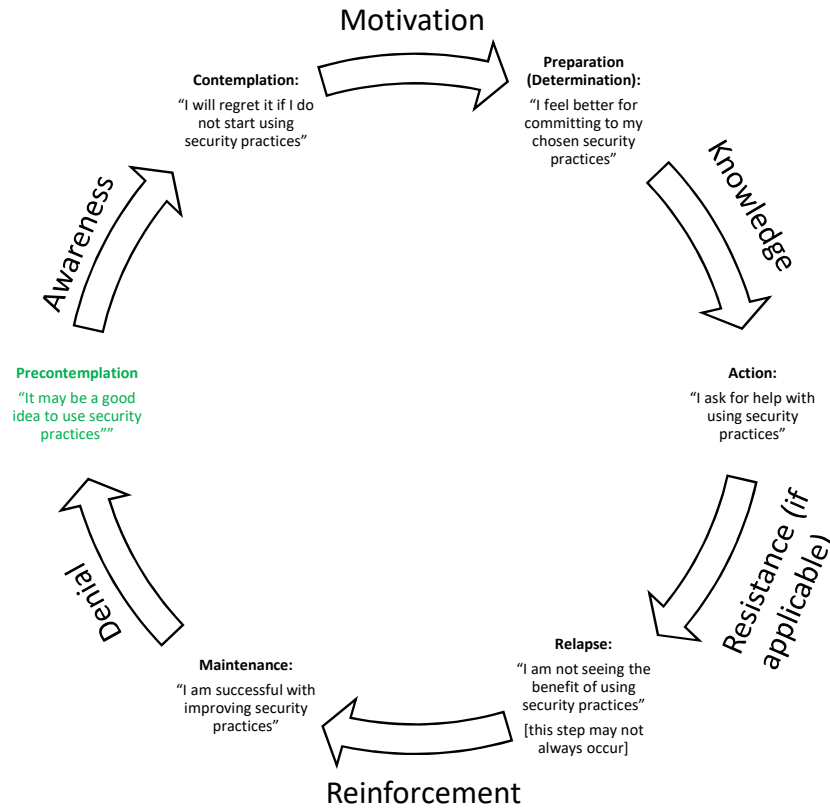 Motivation
Contemplation:
“I will regret it if I do
not start using
security practices”
Preparation
(Determination):
“I feel better for
committing to my
chosen security
practices”
Knowledge
Action:
“I ask for help with
using security
practices”
Resistance (if
applicable)
Relapse:
“I am not seeing the
benefit of using
security practices”
[this step may not
always occur]
Reinforcement
Maintenance:
“I am successful with
improving security
practices”
Denial
Precontemplation
“It may be a good
idea to use security
practices””
Awareness